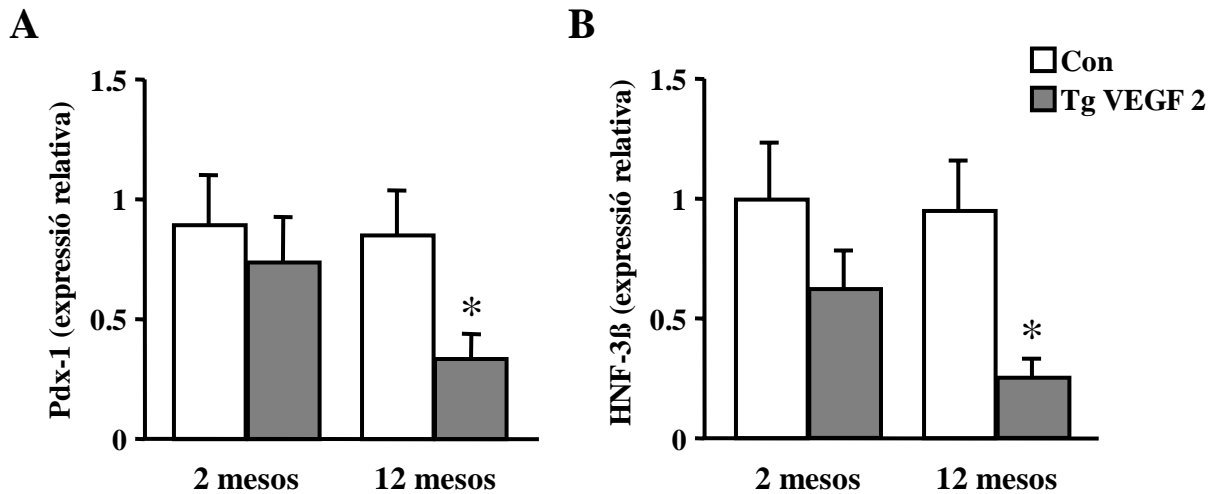 A
Pdx-1 (expressió relativa)
1.5
1
0.5
0
*
2 mesos
12 mesos
B
Con
Tg VEGF 2
HNF-3ß (expressió relativa)
1.5
1
0.5
0
*
2 mesos
12 mesos